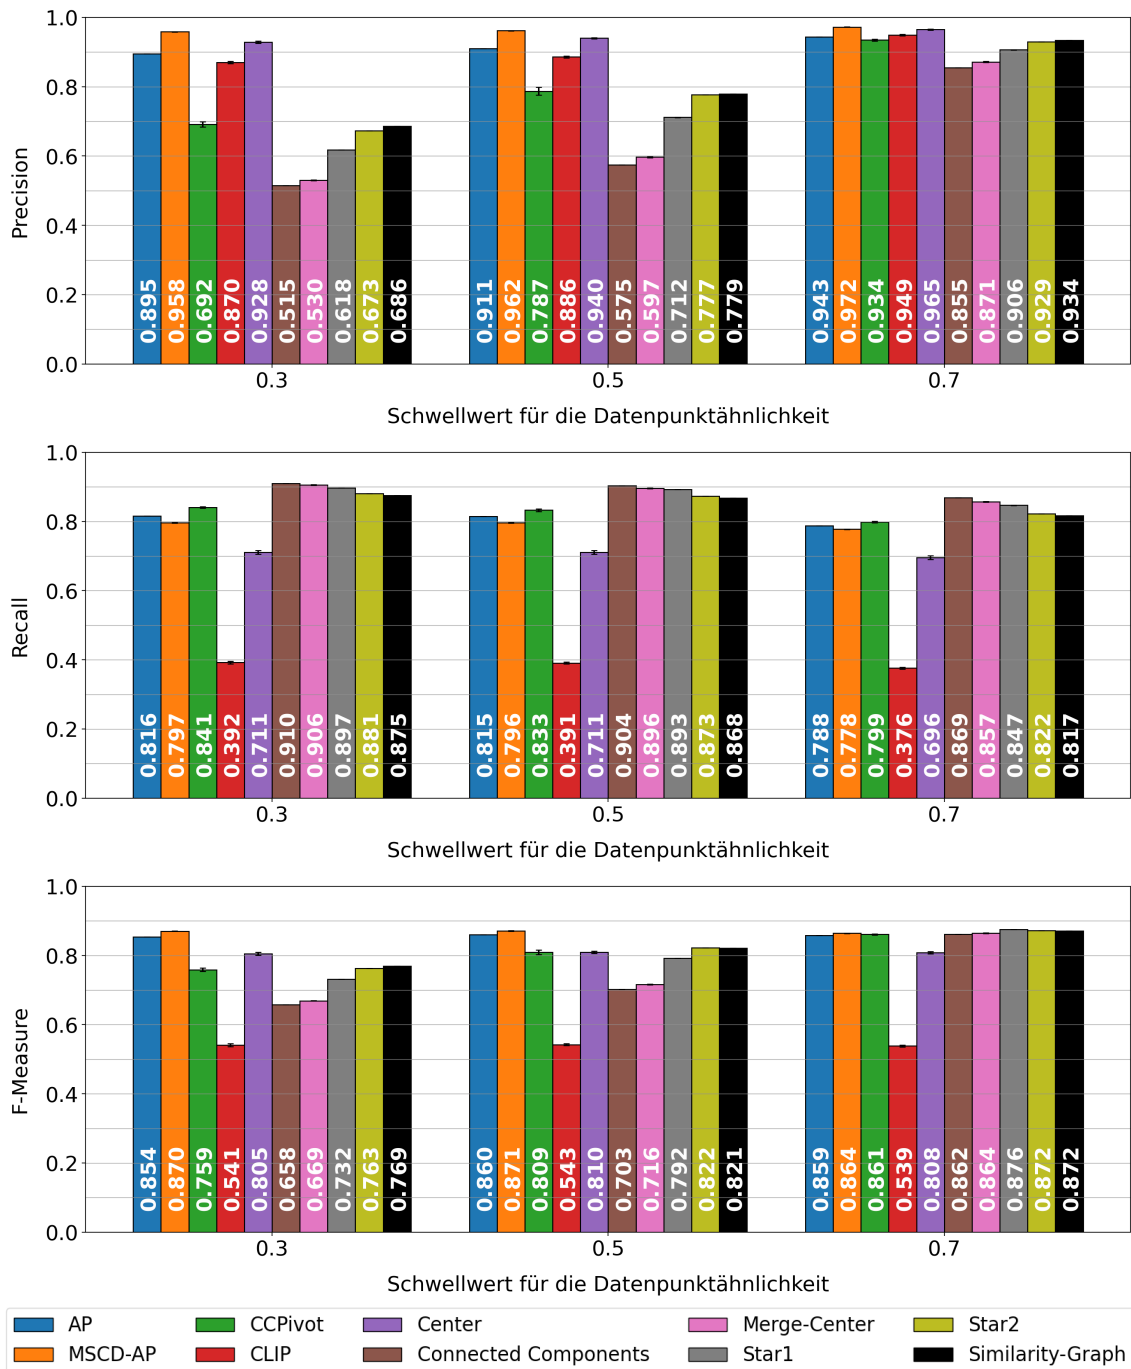 1.0
0.8
0.6
0.4
0.2
0.0
Precision
0.895 0.958 0.692 0.870 0.928 0.515 0.530 0.618 0.673 0.686
0.911 0.962 0.787 0.886 0.940 0.575 0.597 0.712 0.777 0.779
0.943 0.972 0.934 0.949 0.965 0.855 0.871 0.906 0.929 0.934
0.3 0.5 0.7
Schwellwert für die Datenpunktähnlichkeit
1.0
0.8
0.6
0.4
0.2
0.0
Recall
0.816 0.797 0.841 0.392 0.711 0.910 0.906 0.897 0.881 0.875
0.815 0.796 0.833 0.391 0.711 0.904 0.896 0.893 0.873 0.868
0.788 0.778 0.799 0.376 0.696 0.869 0.857 0.847 0.822 0.817
0.3 0.5 0.7
Schwellwert für die Datenpunktähnlichkeit
1.0
0.8
0.6
0.4
0.2
0.0
F-Measure
0.854 0.870 0.759 0.541 0.805 0.658 0.669 0.732 0.763 0.769
0.860 0.871 0.809 0.543 0.810 0.703 0.716 0.792 0.822 0.821
0.859 0.864 0.861 0.539 0.808 0.862 0.864 0.876 0.872 0.872
0.3 0.5 0.7
Schwellwert für die Datenpunktähnlichkeit
AP CCPivot Center Merge-Center Star2
MSCD-AP CLIP Connected Components Star1 Similarity-Graph